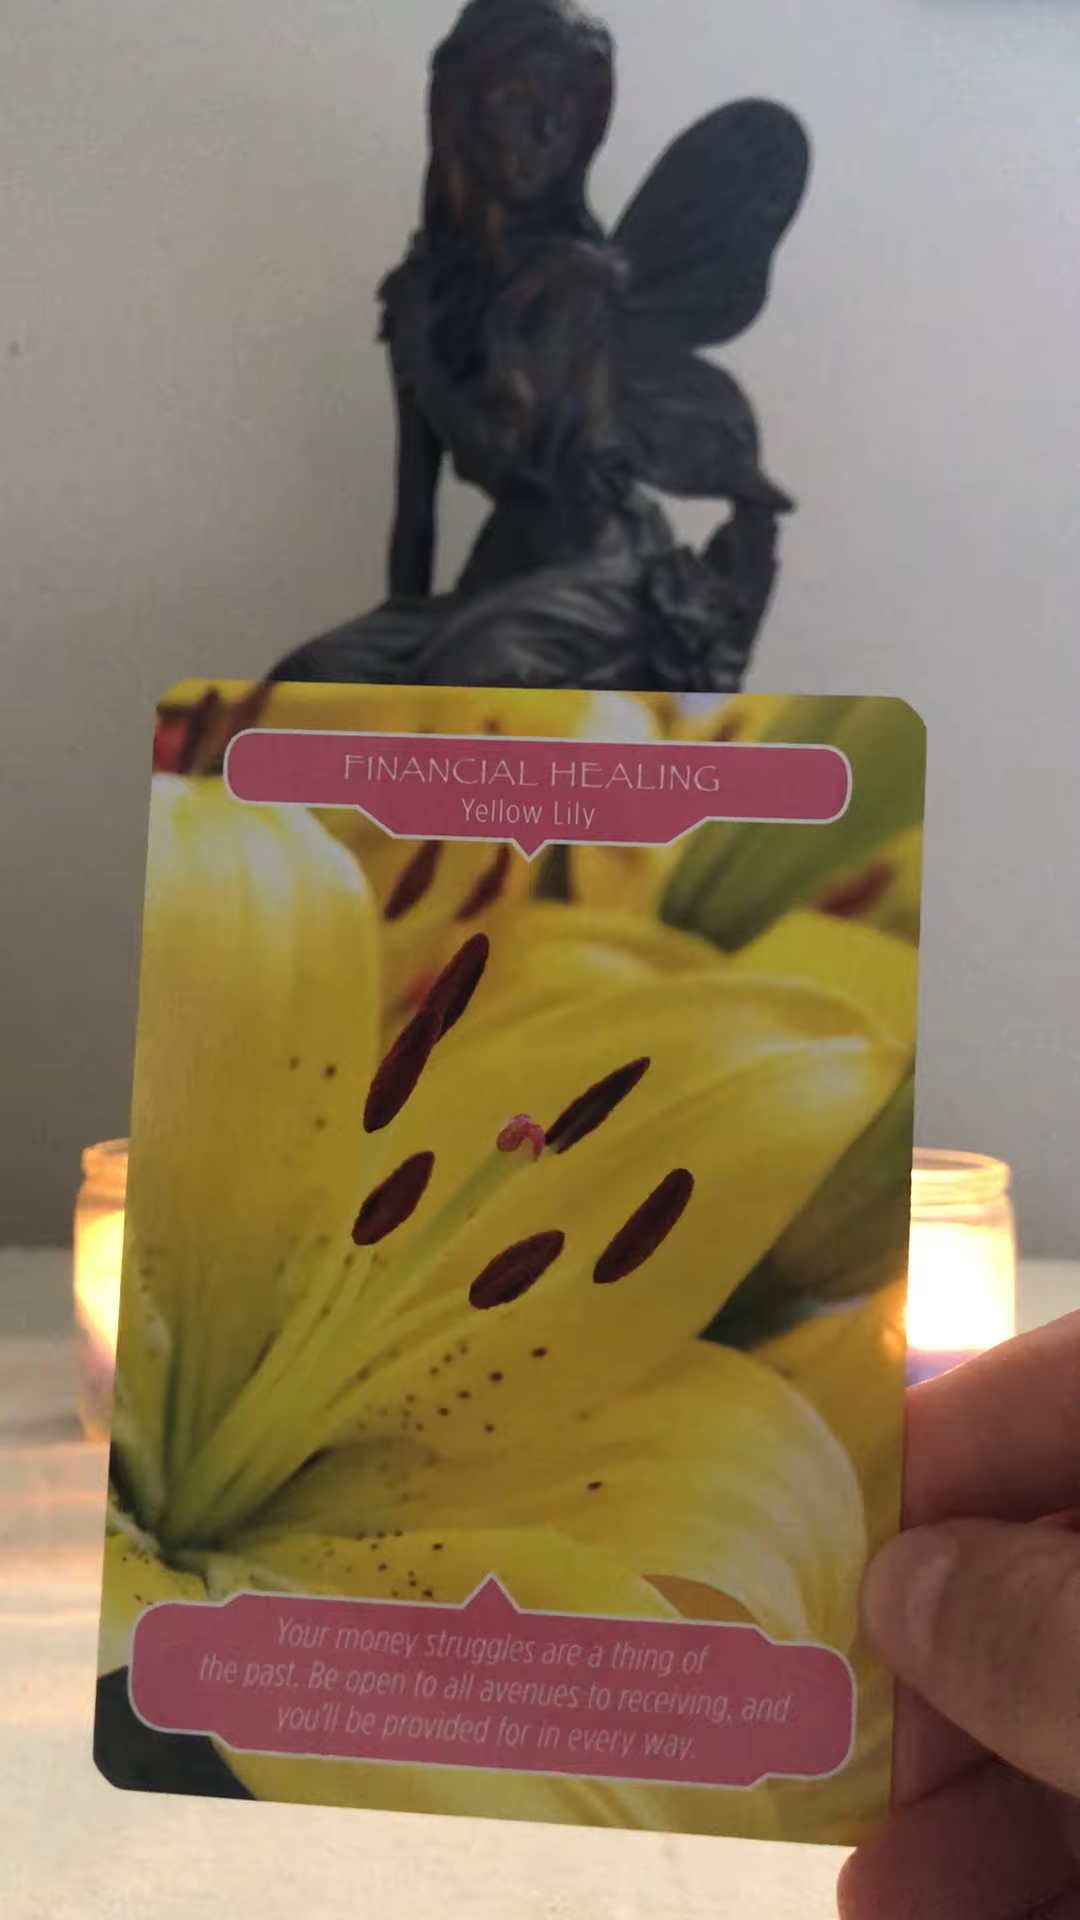 FINANCIAL HEALING
Yellow Lily
Your money struggles are a thing of
the past. Be open to all avenues to receiving, and
you'll be provided for in every way.